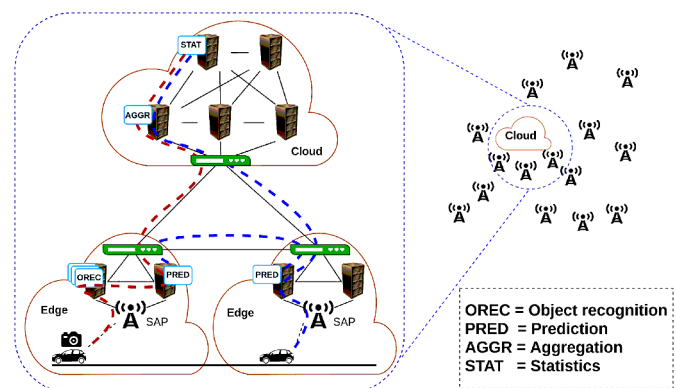 STAT
AGGR
Cloud
Cloud
OREC
PRED
PRED
Edge
SAP
Edge
SAP
OREC = Object recognition
PRED = Prediction
AGGR = Aggregation
STAT = Statistics